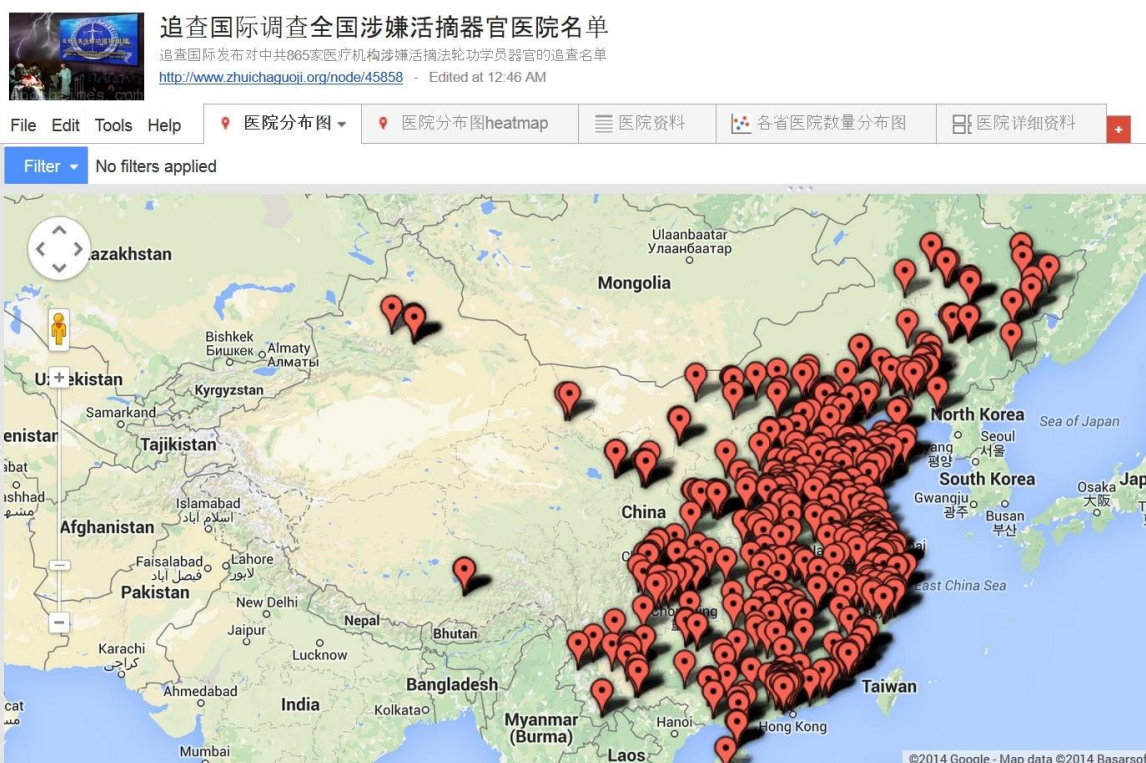 追查国际调查全国涉嫌活摘器官医院名单
追查国际发布对中共865家医疗机构涉嫌活摘法轮功学员器官的追查名单
http://www.zhuichaguoji.org/node/45858 - Edited at 12:46 AM
File Edit Tools Help 医院分布图 医院分布图heatmap 医院资料 各省医院数量分布图 医院详细资料 +
Filter No filters applied
Ulaanbaatar
Улаанбаатар
azakhstan
Mongolia
Bishkek
Бишкек
Almaty
Алматы
Kyrgyzstan
Samarkand
Tajikistan
North Korea
Sea of Japan
enistan
Seoul
서울
평양
South Korea
Islamabad
اسلام آباد
Afghanistan
China
Gwangju
광주
Busan
부산
Osaka
大阪
Jap
Faisalabad
فیصل آباد
Lahore
لاہور
Pakistan
East China Sea
New Delhi
Nepal
Bhutan
Jaipur
Lucknow
Karachi
کراچی
Ahmedabad
India
Bangladesh
Kolkata
Taiwan
Myanmar
(Burma)
Hanoi
Hong Kong
Mumbai
Laos
©2014 Google - Map data ©2014 Basarsof